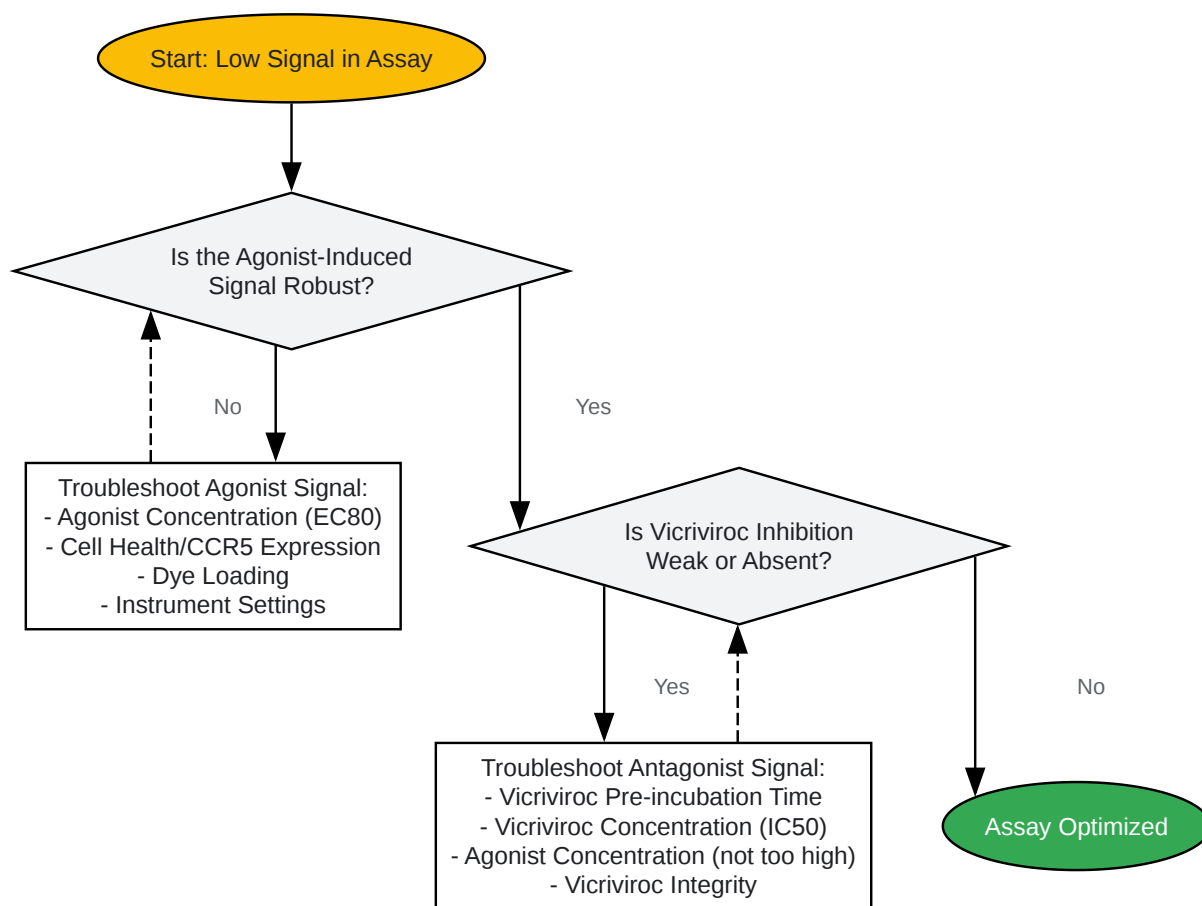 Start: Low Signal in Assay
Is the Agonist-Induced
Signal Robust?
No
Yes
Troubleshoot Agonist Signal:
- Agonist Concentration (EC80)
- Cell Health/CCR5 Expression
- Dye Loading
- Instrument Settings
Is Vicriviroc Inhibition
Weak or Absent?
Yes
No
Troubleshoot Antagonist Signal:
- Vicriviroc Pre-incubation Time
- Vicriviroc Concentration (IC50)
- Agonist Concentration (not too high)
- Vicriviroc Integrity
Assay Optimized